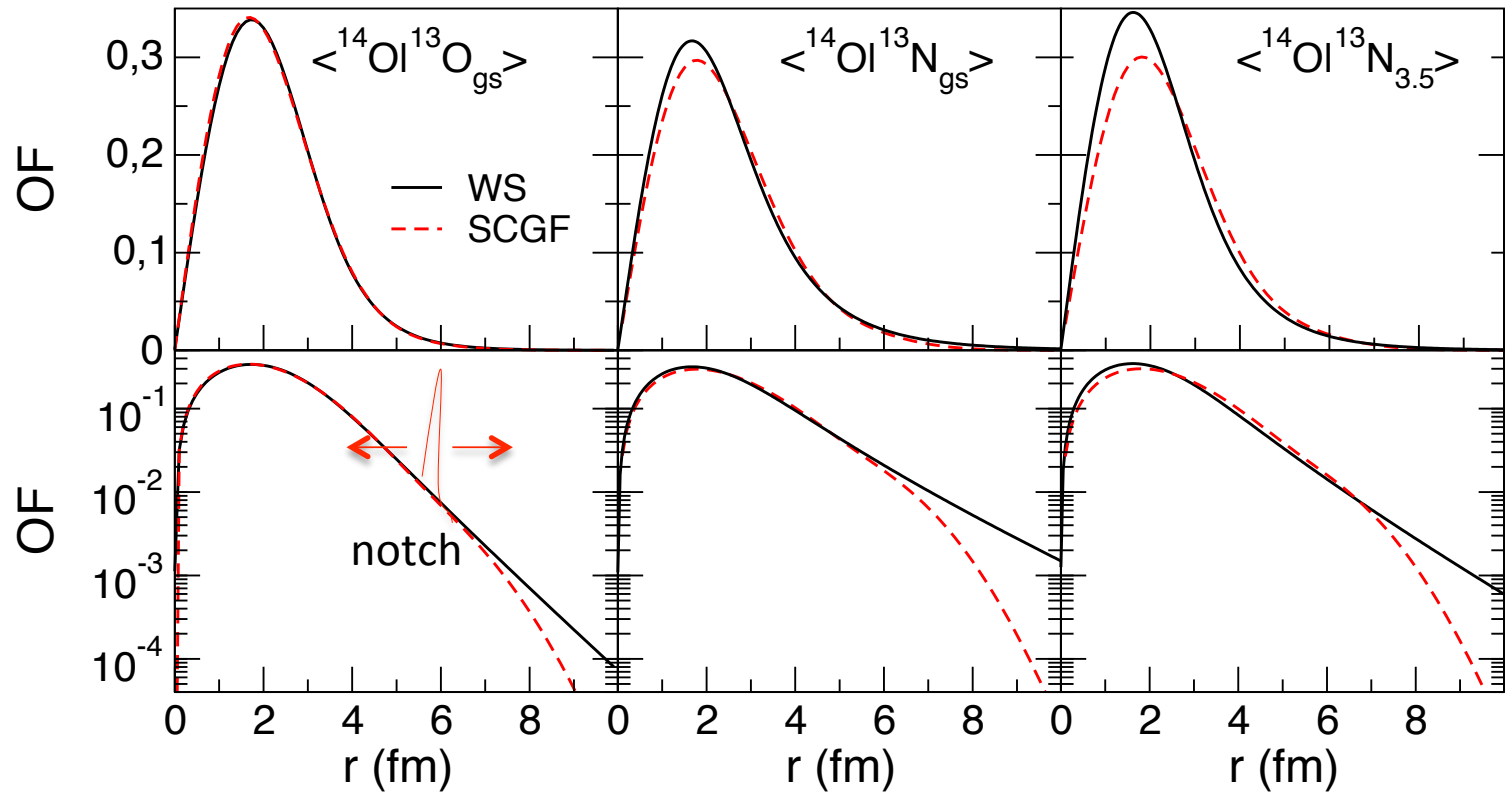 <¹⁴O|¹³O_gs> <¹⁴O|¹³N_gs> <¹⁴O|¹³N_3.5>
OF
0,3
0,2
0,1
0
WS
SCGF
OF
10⁻¹
10⁻²
10⁻³
10⁻⁴
notch
0 2 4 6 8 0 2 4 6 8 0 2 4 6 8
r (fm) r (fm) r (fm)